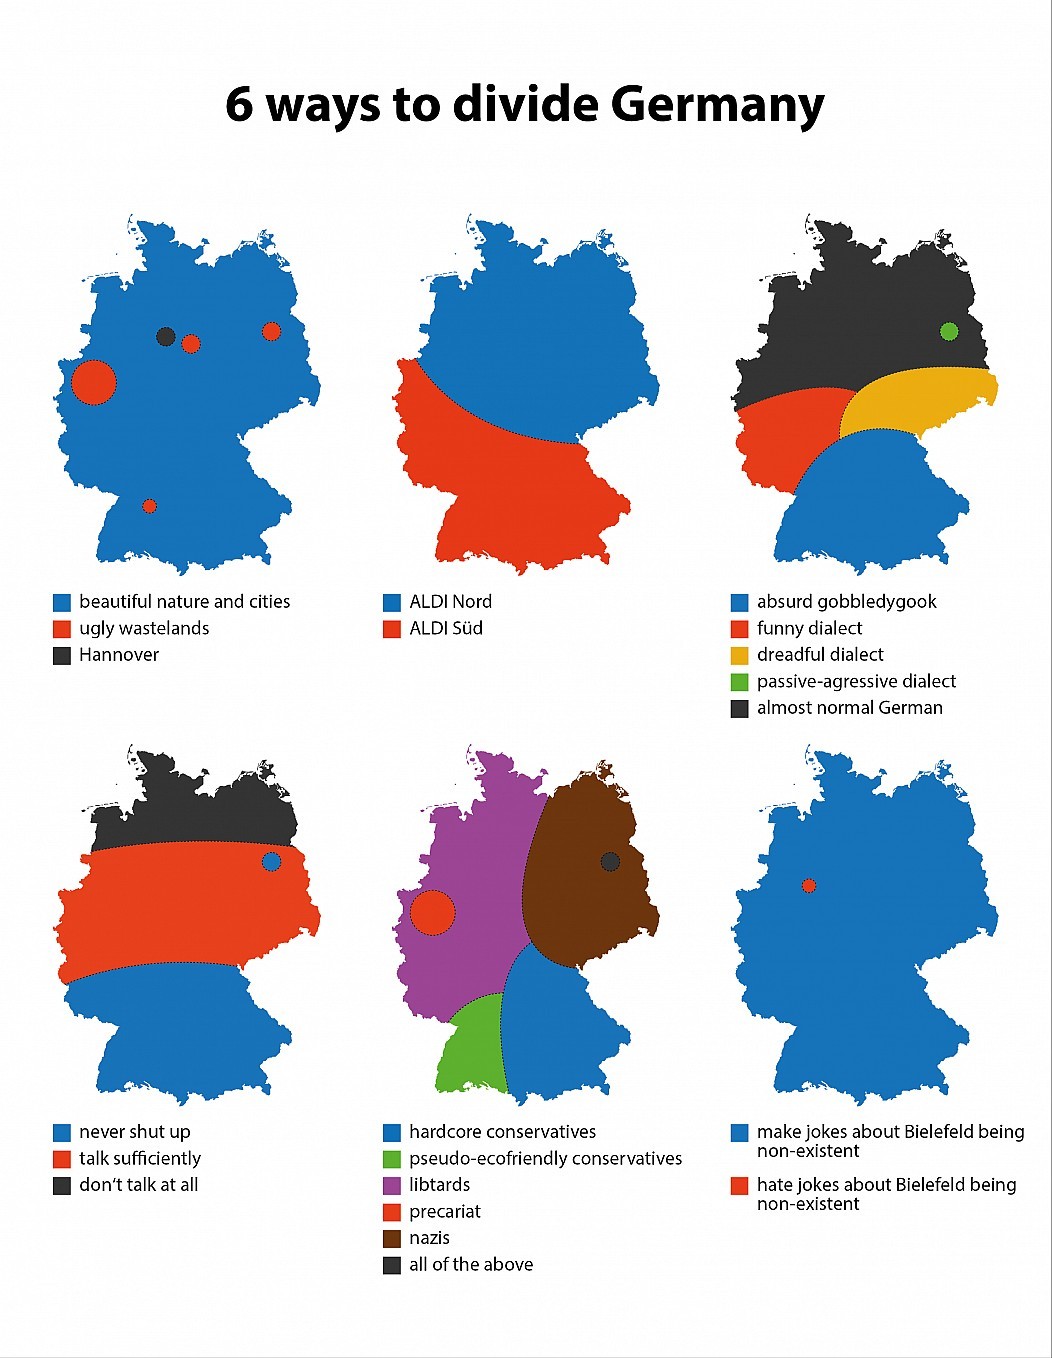 6 ways to divide Germany
beautiful nature and cities
ugly wastelands
Hannover
ALDI Nord
ALDI Süd
absurd gobbledygook
funny dialect
dreadful dialect
passive-agressive dialect
almost normal German
never shut up
talk sufficiently
don't talk at all
hardcore conservatives
pseudo-ecofriendly conservatives
libtards
precariat
nazis
all of the above
make jokes about Bielefeld being
non-existent
hate jokes about Bielefeld being
non-existent